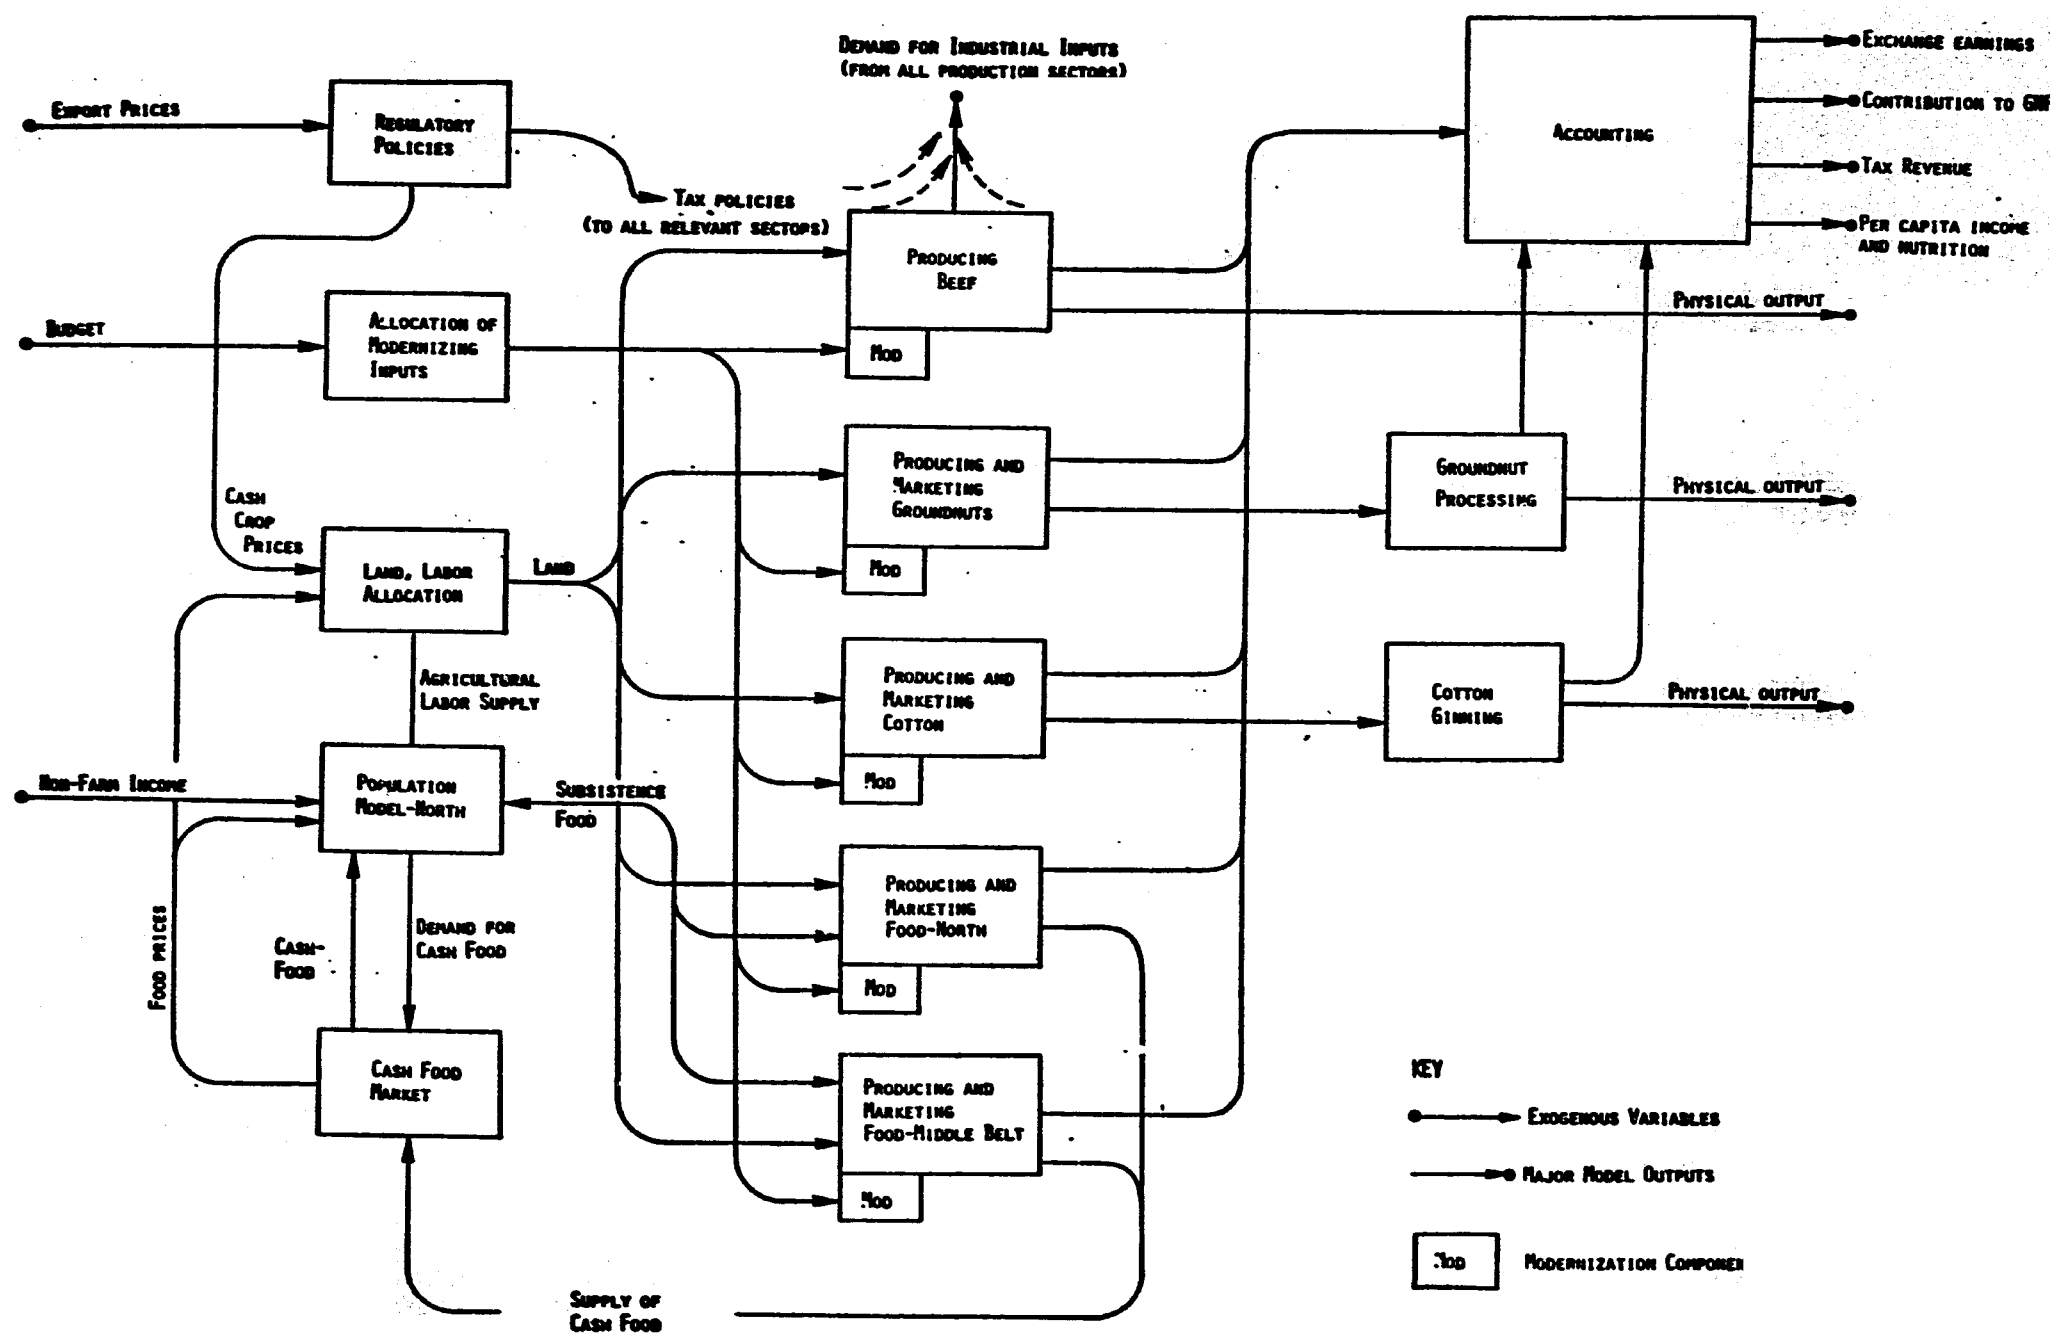 DEMAND FOR INDUSTRIAL INPUTS
(FROM ALL PRODUCTION SECTORS)
EXPORT PRICES
REGULATORY
POLICIES
TAX POLICIES
(TO ALL RELEVANT SECTORS)
ACCOUNTING
EXCHANGE EARNINGS
CONTRIBUTION TO GNP
TAX REVENUE
PER CAPITA INCOME
AND NUTRITION
BUDGET
ALLOCATION OF
MODERNIZING
INPUTS
PRODUCING
BEEF
MOD
PHYSICAL OUTPUT
CASH
CROP
PRICES
PRODUCING AND
MARKETING
GROUNDNUTS
MOD
GROUNDNUT
PROCESSING
PHYSICAL OUTPUT
LAND, LABOR
ALLOCATION
LAND
AGRICULTURAL
LABOR SUPPLY
PRODUCING AND
MARKETING
COTTON
MOD
COTTON
GINNING
PHYSICAL OUTPUT
NON-FARM INCOME
POPULATION
MODEL-NORTH
SUBSISTENCE
FOOD
FOOD PRICES
CASH-
FOOD
DEMAND FOR
CASH FOOD
PRODUCING AND
MARKETING
FOOD-NORTH
MOD
CASH FOOD
MARKET
PRODUCING AND
MARKETING
FOOD-MIDDLE BELT
MOD
SUPPLY OF
CASH FOOD
KEY
EXOGENOUS VARIABLES
MAJOR MODEL OUTPUTS
MOD
MODERNIZATION COMPONEN